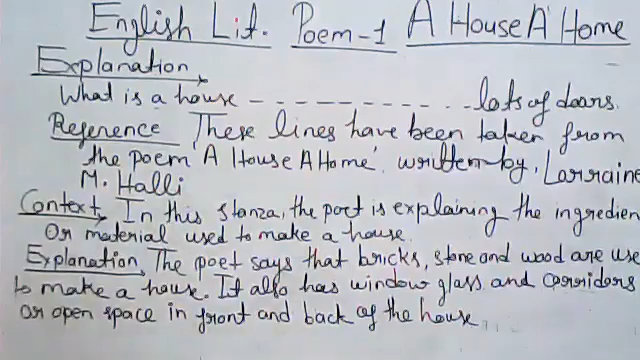 English Lit. Poem-1 A House A Home
Explanation
What is a house ----------- lots of doors.
Reference These lines have been taken from
the poem 'A House A Home' written by, Lorraine
M. Halli
Context, In this stanza, the poet is explaining the ingredien
or material used to make a house.
Explanation, The poet says that bricks, stone and wood are use
to make a house. It also has window glass and corridors
or open space in front and back of the house...